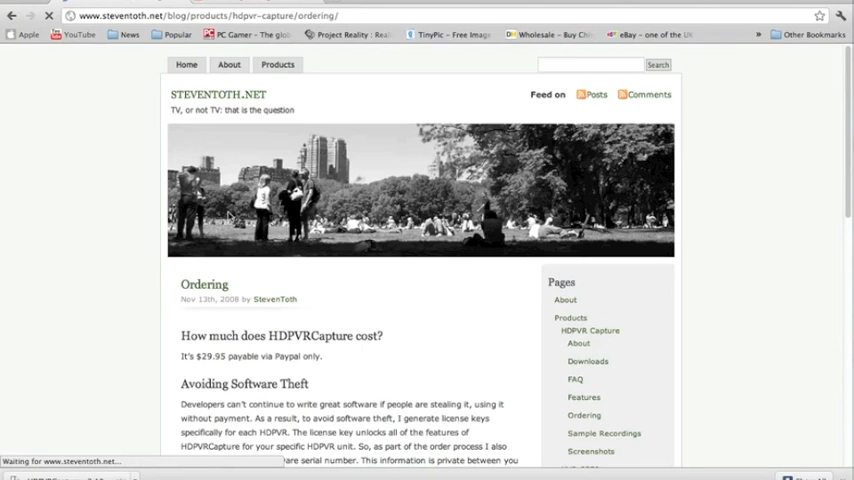 www.steventoth.net/blog/products/hdpvr-capture/ordering/
Apple YouTube News Popular PC Gamer - The glob Project Reality : Real TinyPic – Free Imag Wholesale - Buy Chi eBay – one of the UK » Other Bookmarks
Home About Products Search
STEVENTOTH.NET
Feed on Posts Comments
TV, or not TV: that is the question
Ordering
Nov 13th, 2008 by StevenToth
How much does HDPVRCapture cost?
It's $29.95 payable via Paypal only.
Avoiding Software Theft
Developers can't continue to write great software if people are stealing it, using it
without payment. As a result, to avoid software theft, I generate license keys
specifically for each HDPVR. The license key unlocks all of the features of
HDPVRCapture for your specific HDPVR unit. So, as part of the order process I also
ware serial number. This information is private between you
Pages
About
Products
HDPVR Capture
About
Downloads
FAQ
Features
Ordering
Sample Recordings
Screenshots
Waiting for www.steventoth.net...